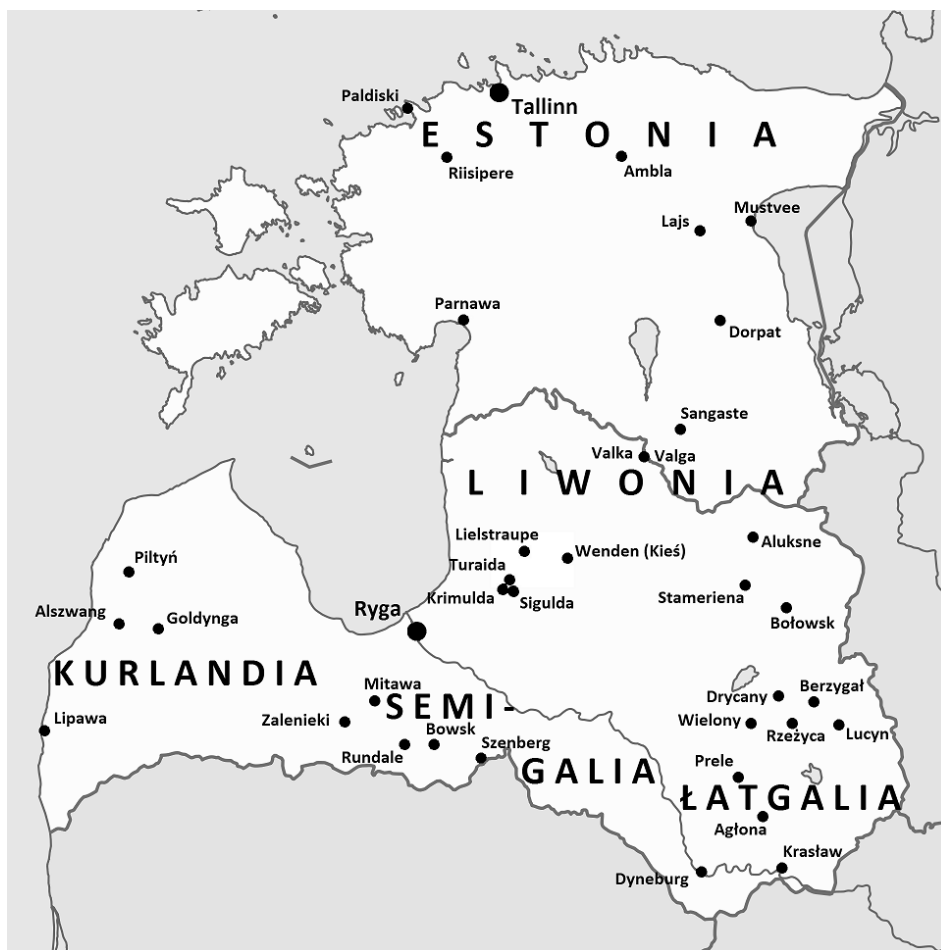 Paldiski
Tallinn
ESTONIA
Riisipere
Ambla
Mustvee
Lajs
Parnawa
Dorpat
Sangaste
Valka
Valga
LIWONIA
Lielstraupe
Wenden (Kieś)
Aluksne
Turaida
Krimulda
Sigulda
Stameriena
Bołowsk
Piltyń
Alszwang
Goldynga
Ryga
KURLANDIA
Mitawa
SEMI-
Lipawa
Zalenieki
Bowsk
Rundale
Szenberg
GALIA
Drycany
Berzygał
Wielony
Rzeżyca
Lucyn
Prele
ŁATGALIA
Agłona
Krasław
Dyneburg